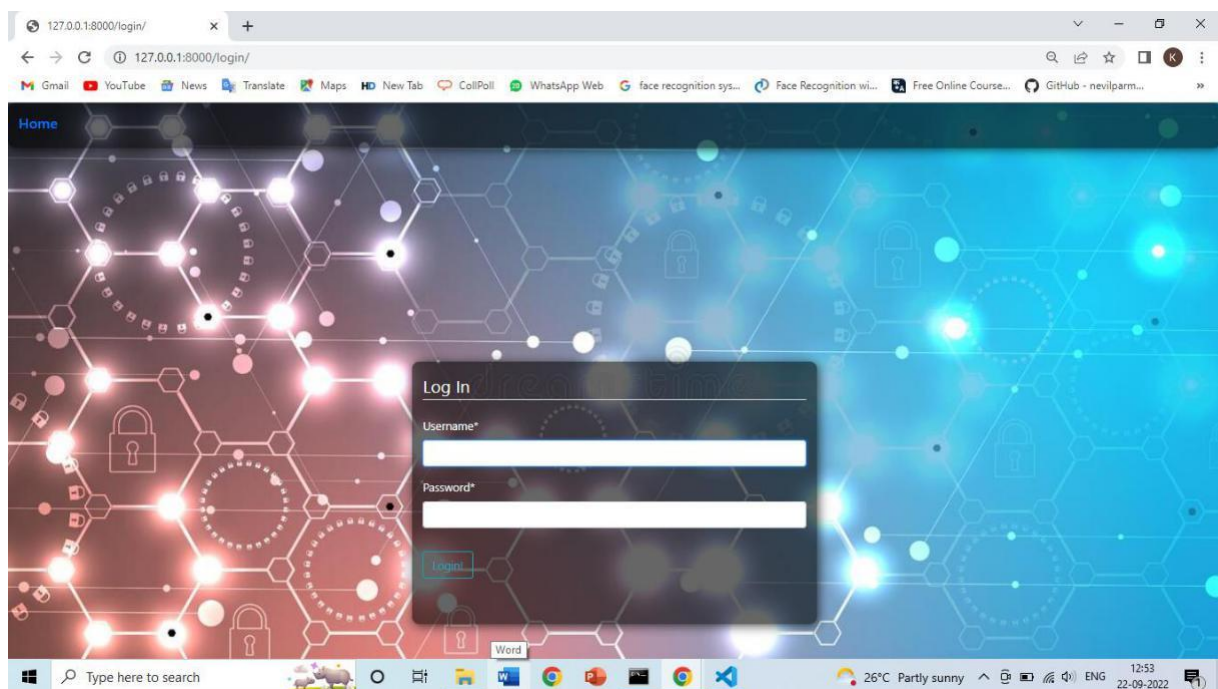 127.0.0.1:8000/login/
127.0.0.1:8000/login/
K
Gmail YouTube News Translate Maps HD New Tab CollPoll WhatsApp Web face recognition sys... Face Recognition wi... Free Online Course... GitHub - nevilparm... »
Home
dreamstime
Log In
Username*
Password*
Login!
Word
Type here to search
26°C Partly sunny ENG 12:53
22-09-2022